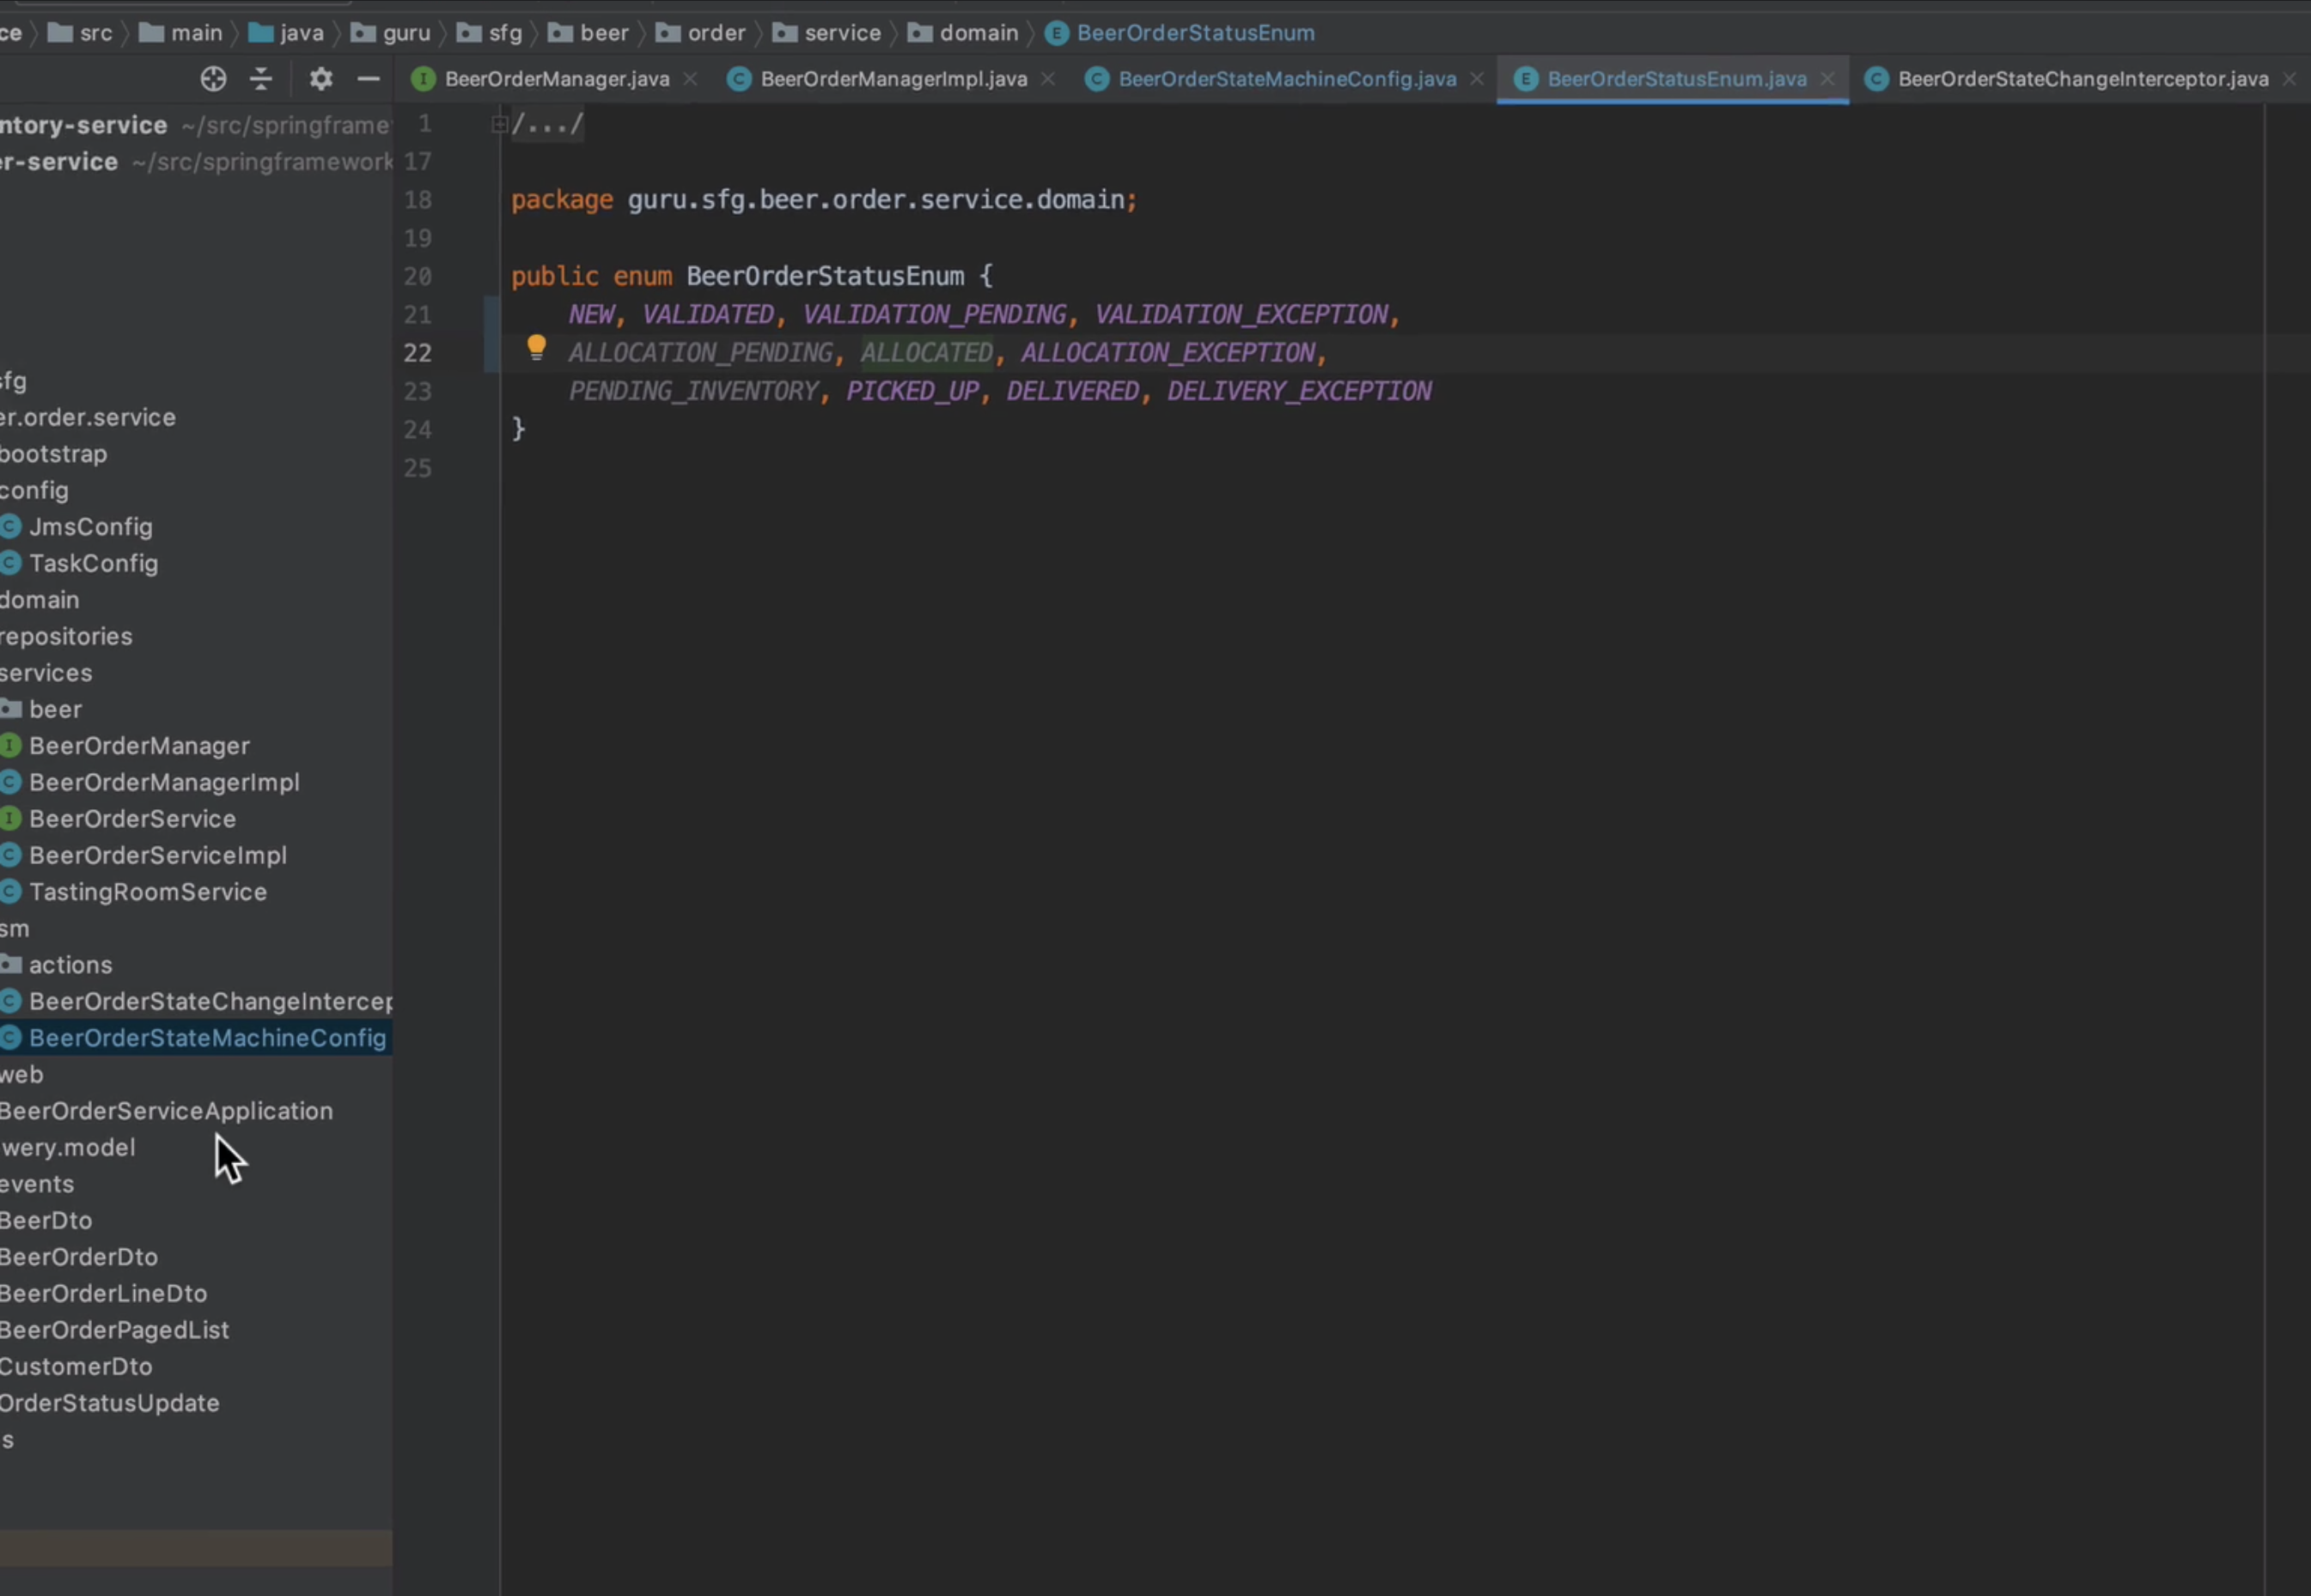 ce src main java guru sfg beer order service domain BeerOrderStatusEnum
BeerOrderManager.java BeerOrderManagerImpl.java BeerOrderStateMachineConfig.java BeerOrderStatusEnum.java BeerOrderStateChangeInterceptor.java
ntory-service ~/src/springframe
er-service ~/src/springframework
sfg
er.order.service
bootstrap
config
JmsConfig
TaskConfig
domain
repositories
services
beer
BeerOrderManager
BeerOrderManagerImpl
BeerOrderService
BeerOrderServiceImpl
TastingRoomService
sm
actions
BeerOrderStateChangeIntercep
BeerOrderStateMachineConfig
web
BeerOrderServiceApplication
wery.model
events
BeerDto
BeerOrderDto
BeerOrderLineDto
BeerOrderPagedList
CustomerDto
OrderStatusUpdate
s
1 /.../
17
18 package guru.sfg.beer.order.service.domain;
19
20 public enum BeerOrderStatusEnum {
21 NEW, VALIDATED, VALIDATION_PENDING, VALIDATION_EXCEPTION,
22 ALLOCATION_PENDING, ALLOCATED, ALLOCATION_EXCEPTION,
23 PENDING_INVENTORY, PICKED_UP, DELIVERED, DELIVERY_EXCEPTION
24 }
25